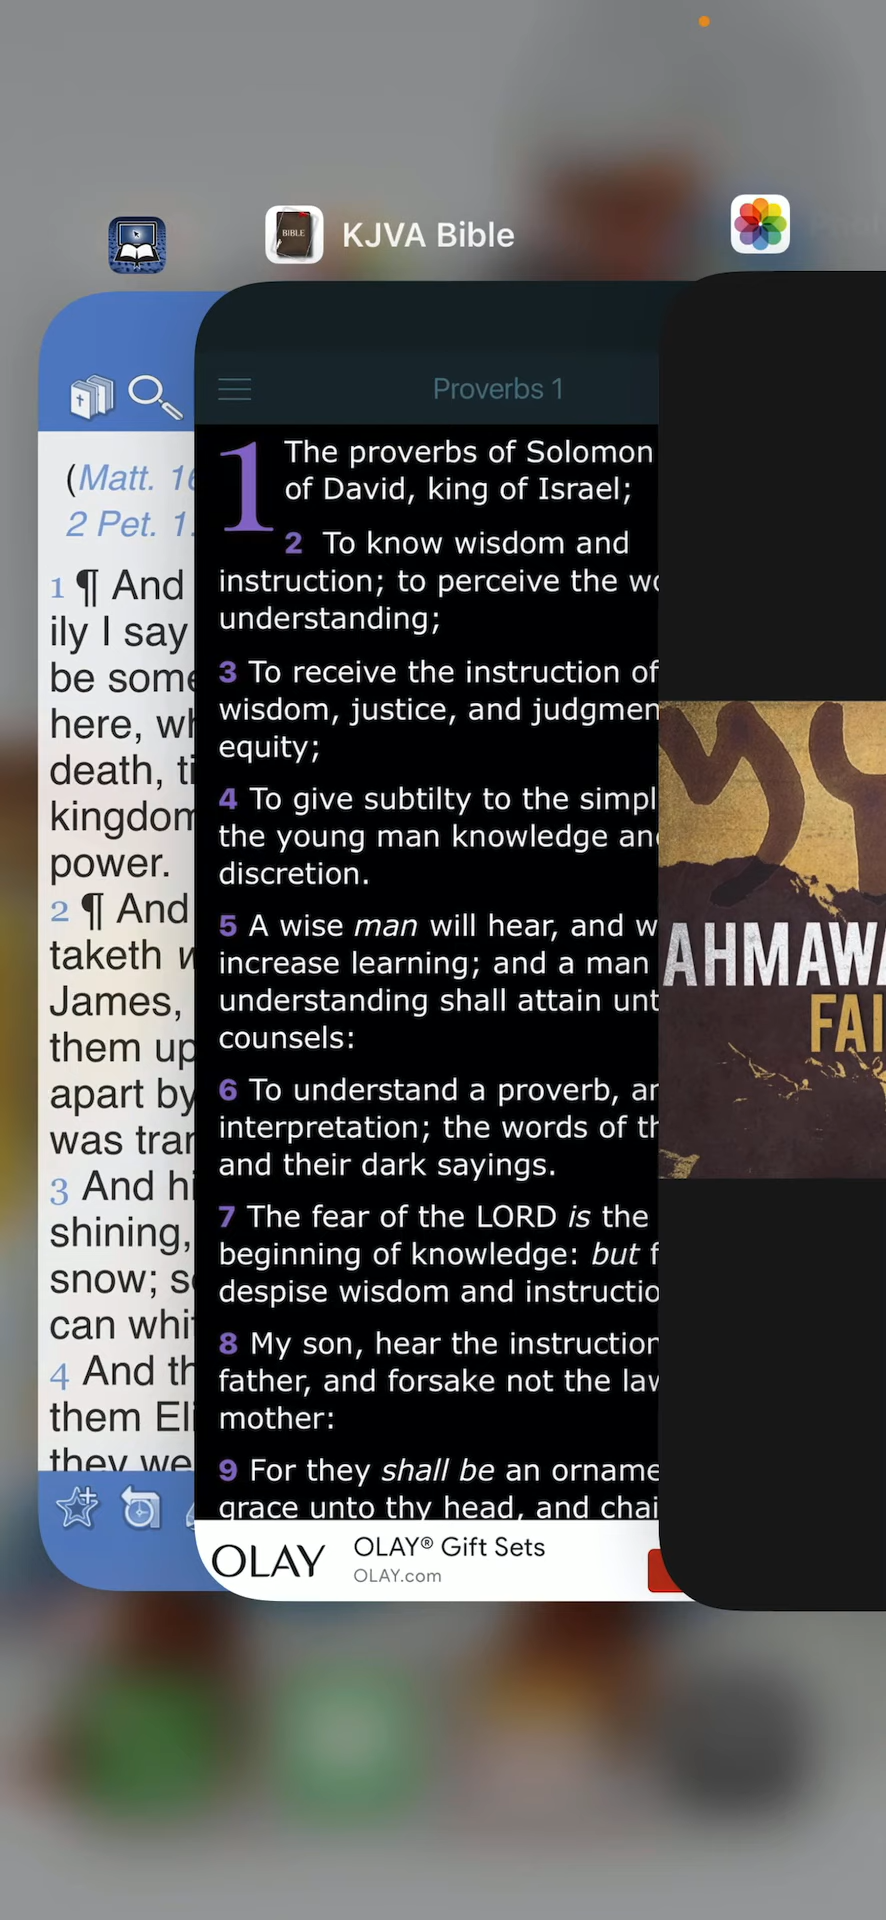 KJVA Bible
BIBLE
(Matt. 16
2 Pet. 1.
1 ¶ And
ily I say
be some
here, wh
death, ti
kingdom
power.
2 ¶ And
taketh
James,
them up
apart by
was tran
3 And hi
shining,
snow; so
can whit
4 And th
them Eli
they we
Proverbs 1
1 The proverbs of Solomon
of David, king of Israel;
2 To know wisdom and
instruction; to perceive the wo
understanding;
3 To receive the instruction of
wisdom, justice, and judgmen
equity;
4 To give subtilty to the simpl
the young man knowledge and
discretion.
5 A wise man will hear, and w
increase learning; and a man
understanding shall attain unt
counsels:
6 To understand a proverb, an
interpretation; the words of th
and their dark sayings.
7 The fear of the LORD is the
beginning of knowledge: but f
despise wisdom and instructio
8 My son, hear the instruction
father, and forsake not the law
mother:
9 For they shall be an orname
grace unto thy head, and chai
OLAY
OLAY® Gift Sets
OLAY.com
AHMAWA
FAI